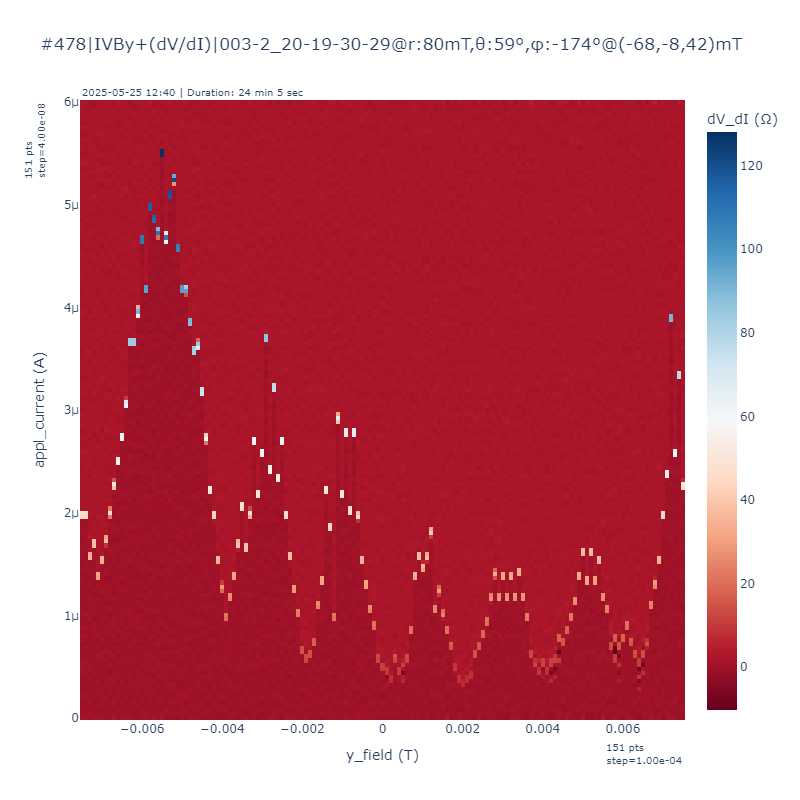 #478|IVBy+(dV/dI)|003-2_20-19-30-29@r:80mT,θ:59°,φ:-174°@(-68,-8,42)mT
2025-05-25 12:40 | Duration: 24 min 5 sec
151 pts
step=4.00e-08
dV_dI (Ω)
6μ
5μ
4μ
3μ
2μ
1μ
0
appl_current (A)
120
100
80
60
40
20
0
−0.006
−0.004
−0.002
0
0.002
0.004
0.006
y_field (T)
151 pts
step=1.00e-04